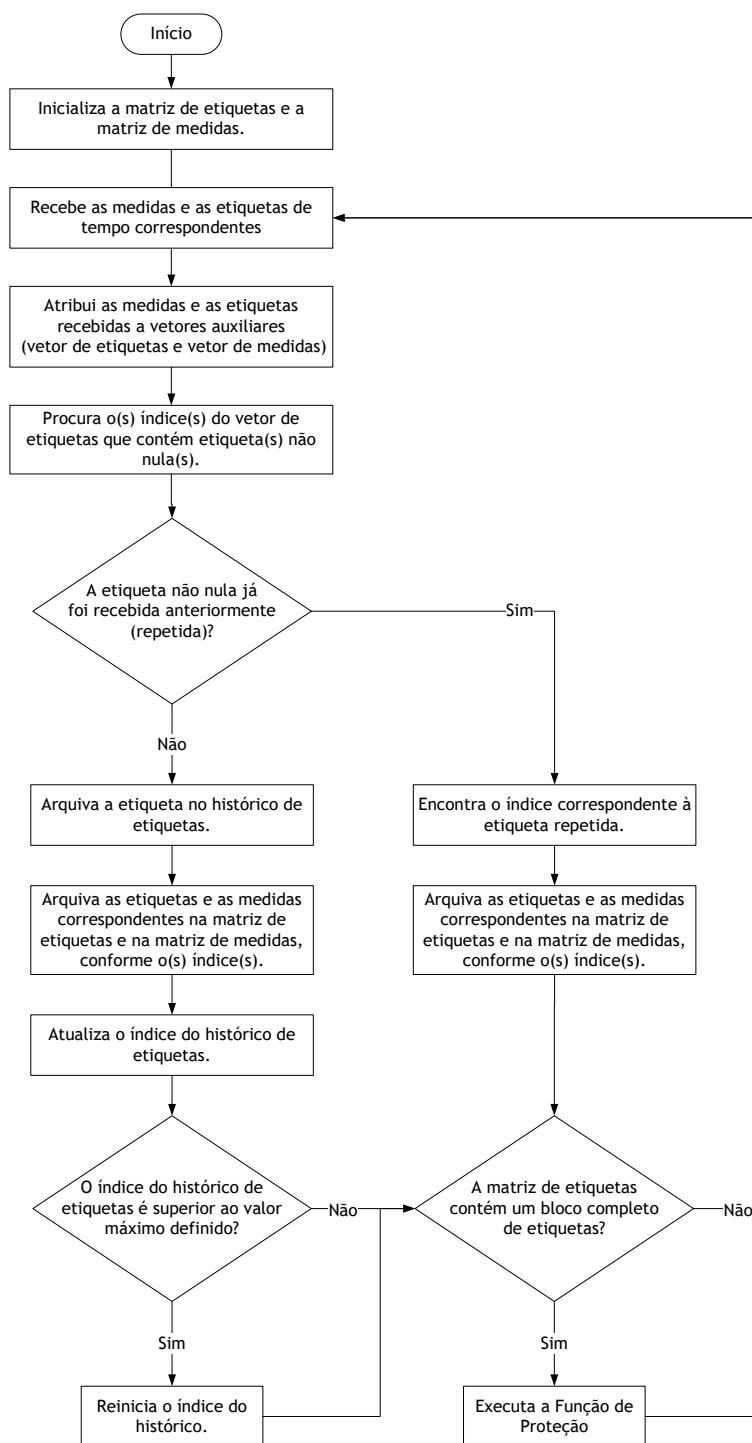 Início
Inicializa a matriz de etiquetas e a
matriz de medidas.
Recebe as medidas e as etiquetas de
tempo correspondentes
Atribui as medidas e as etiquetas
recebidas a vetores auxiliares
(vetor de etiquetas e vetor de medidas)
Procura o(s) índice(s) do vetor de
etiquetas que contém etiqueta(s) não
nula(s).
A etiqueta não nula já
foi recebida anteriormente
(repetida)?
Sim
Não
Arquiva a etiqueta no histórico de
etiquetas.
Encontra o índice correspondente à
etiqueta repetida.
Arquiva as etiquetas e as medidas
correspondentes na matriz de
etiquetas e na matriz de medidas,
conforme o(s) índice(s).
Arquiva as etiquetas e as medidas
correspondentes na matriz de
etiquetas e na matriz de medidas,
conforme o(s) índice(s).
Atualiza o índice do histórico de
etiquetas.
O índice do histórico de
etiquetas é superior ao valor
máximo definido?
Não
A matriz de etiquetas
contém um bloco completo
de etiquetas?
Não
Sim
Sim
Reinicia o índice do
histórico.
Executa a Função de
Proteção